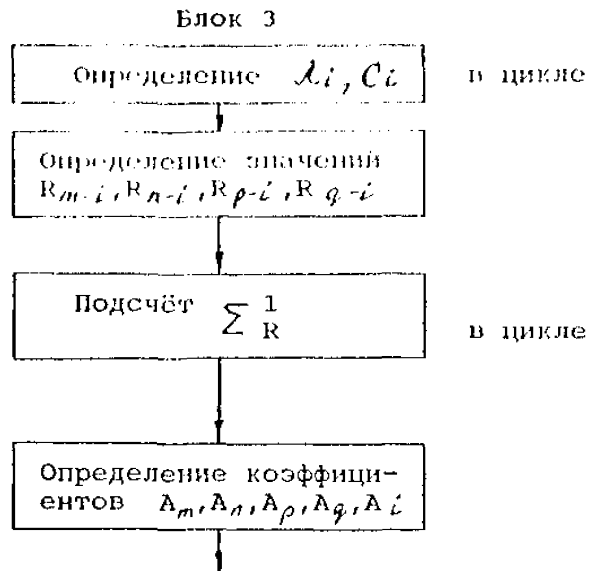 Блок 3
Определение λi, Ci в цикле
Определение значений
Rm-i, Rn-i, Rp-i, Rq-i
Подсчёт ∑ 1/R в цикле
Определение коэффици-
ентов Am, An, Ap, Aq, Ai